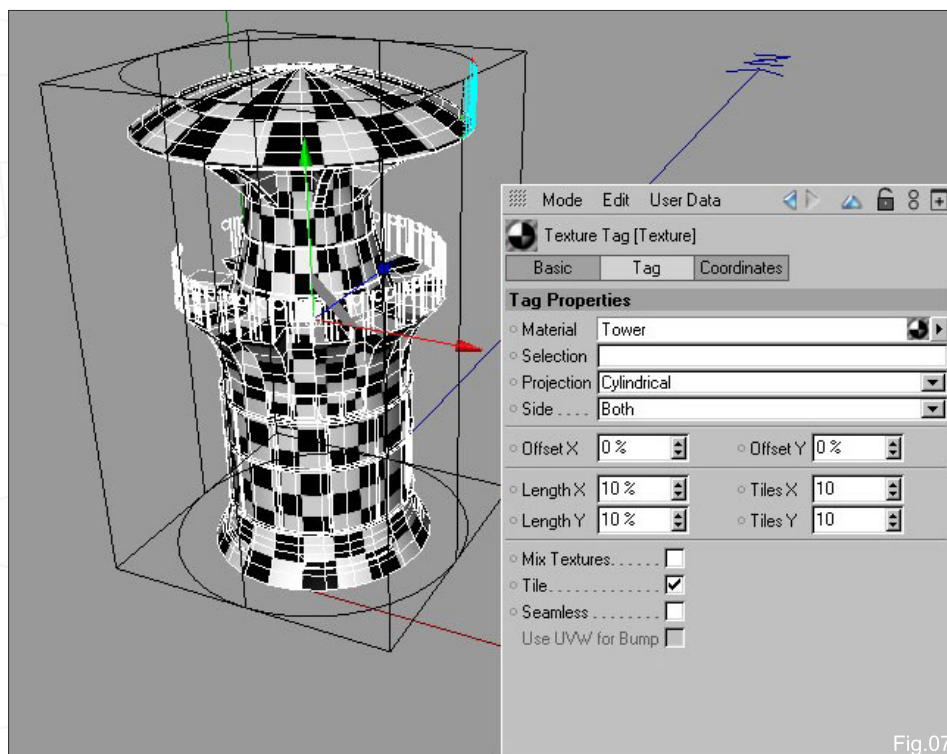 Mode Edit User Data
Texture Tag [Texture]
Basic Tag Coordinates
Tag Properties
Material Tower
Selection
Projection Cylindrical
Side . . . . Both
Offset X 0 % Offset Y 0 %
Length X 10 % Tiles X 10
Length Y 10 % Tiles Y 10
Mix Textures. . . . . .
Tile. . . . . . . . . . . . . .
Seamless . . . . . . . .
Use UVW for Bump
Fig.07